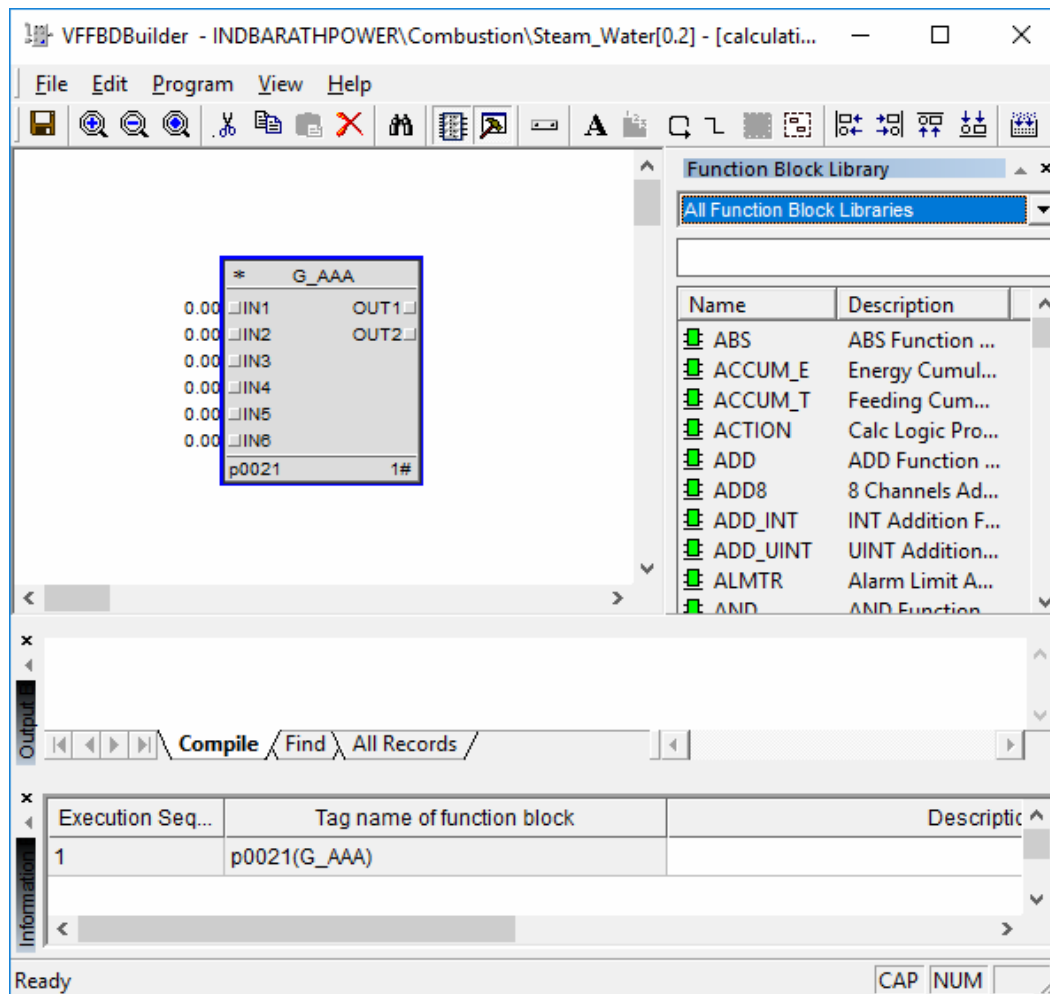 VFFBDBuilder - INDBARATHPOWER\Combustion\Steam_Water[0.2] - [calculati...
File Edit Program View Help
Function Block Library
All Function Block Libraries
Name Description
ABS ABS Function ...
ACCUM_E Energy Cumul...
ACCUM_T Feeding Cum...
ACTION Calc Logic Pro...
ADD ADD Function ...
ADD8 8 Channels Ad...
ADD_INT INT Addition F...
ADD_UINT UINT Addition...
ALMTR Alarm Limit A...
AND AND Function
* G_AAA
0.00 IN1 OUT1
0.00 IN2 OUT2
0.00 IN3
0.00 IN4
0.00 IN5
0.00 IN6
p0021 1#
Output
Compile Find All Records
Information
Execution Seq... Tag name of function block Descriptic
1 p0021(G_AAA)
Ready CAP NUM